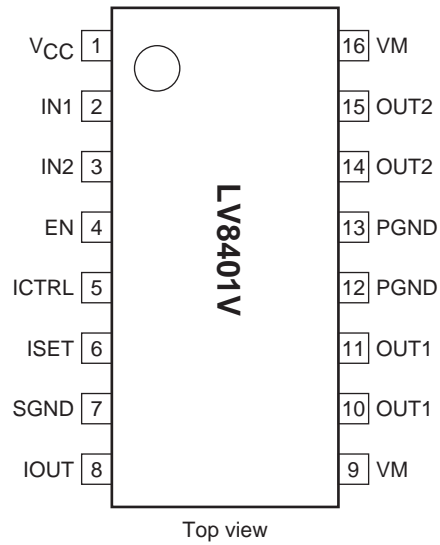 VCC 1 16 VM
IN1 2 15 OUT2
IN2 3 14 OUT2
EN 4 13 PGND
ICTRL 5 12 PGND
ISET 6 11 OUT1
SGND 7 10 OUT1
IOUT 8 9 VM
LV8401V
Top view